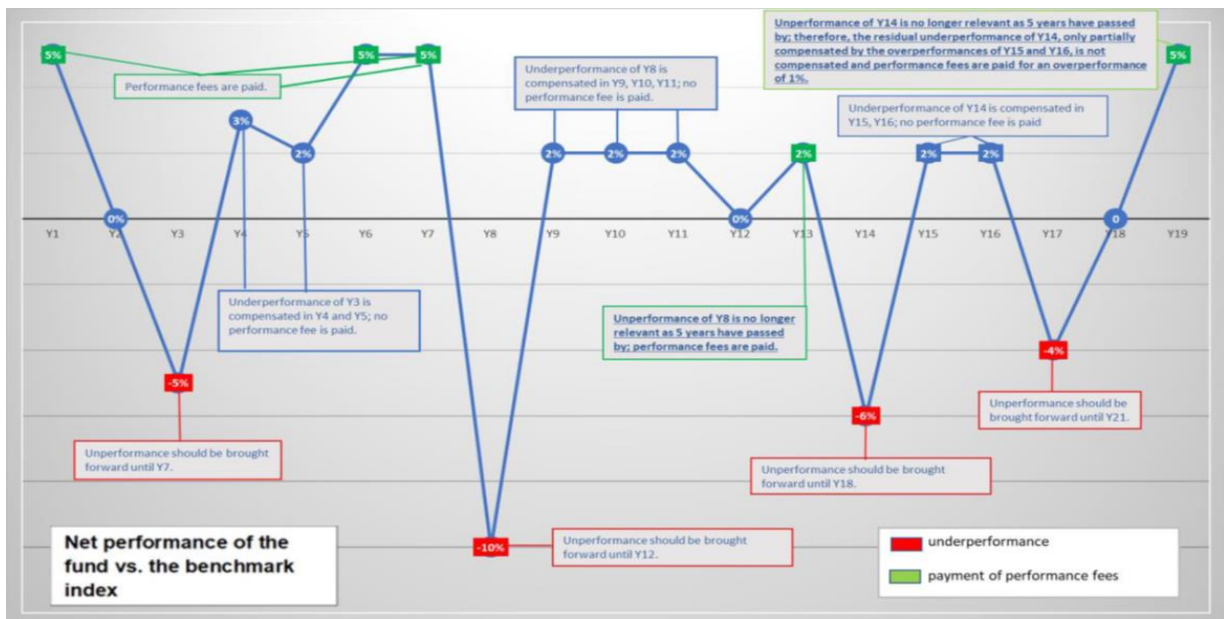 Unperformance of Y14 is no longer relevant as 5 years have passed
by; therefore, the residual underperformance of Y14, only partially
compensated by the overperformances of Y15 and Y16, is not
compensated and performance fees are paid for an overperformance
of 1%.
5%
5%
5%
5%
Performance fees are paid.
Underperformance of Y8 is
compensated in Y9, Y10, Y11; no
performance fee is paid.
Underperformance of Y14 is compensated in
Y15, Y16; no performance fee is paid
3%
2%
2%
2%
2%
2%
2%
2%
0%
0%
0
Y1
Y2
Y3
Y4
Y5
Y6
Y7
Y8
Y9
Y10
Y11
Y12
Y13
Y14
Y15
Y16
Y17
Y18
Y19
Underperformance of Y3 is
compensated in Y4 and Y5; no
performance fee is paid.
Unperformance of Y8 is no longer
relevant as 5 years have passed
by; performance fees are paid.
-5%
-4%
-6%
Unperformance should be
brought forward until Y21.
Unperformance should be brought
forward until Y7.
Unperformance should be brought
forward until Y18.
-10%
Unperformance should be brought
forward until Y12.
Net performance of the
fund vs. the benchmark
index
underperformance
payment of performance fees